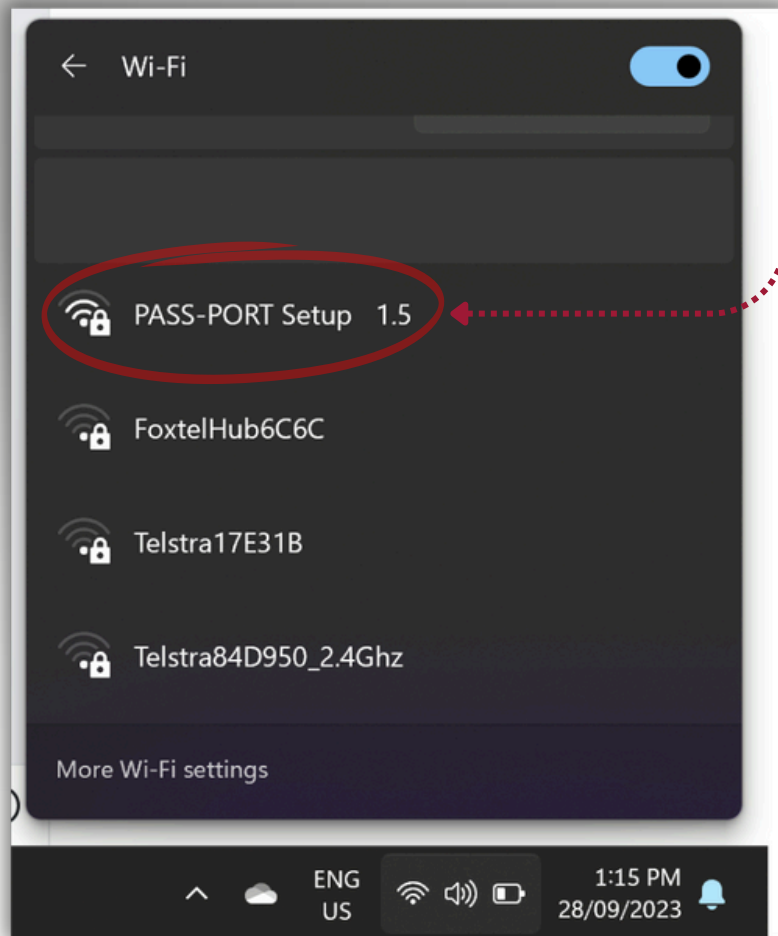 Wi-Fi
PASS-PORT Setup 1.5
FoxtelHub6C6C
Telstra17E31B
Telstra84D950_2.4Ghz
More Wi-Fi settings
ENG
US
1:15 PM
28/09/2023